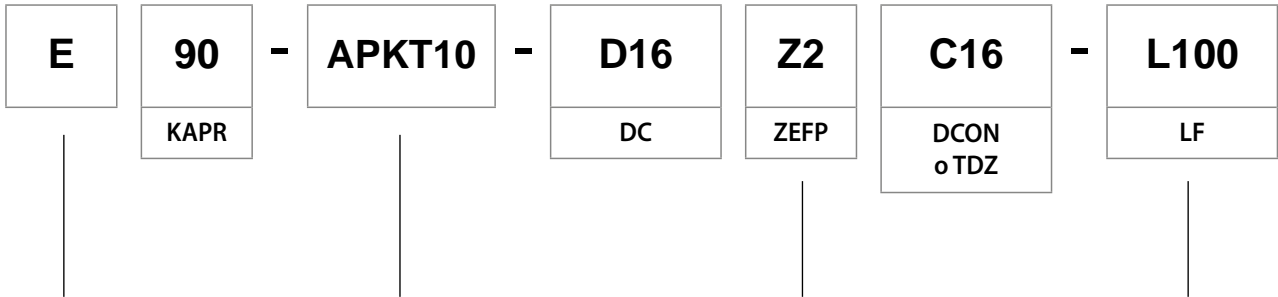 E 90 - APKT10 - D16 Z2 C16 - L100
KAPR DC ZEFP DCON LF
o TDZ